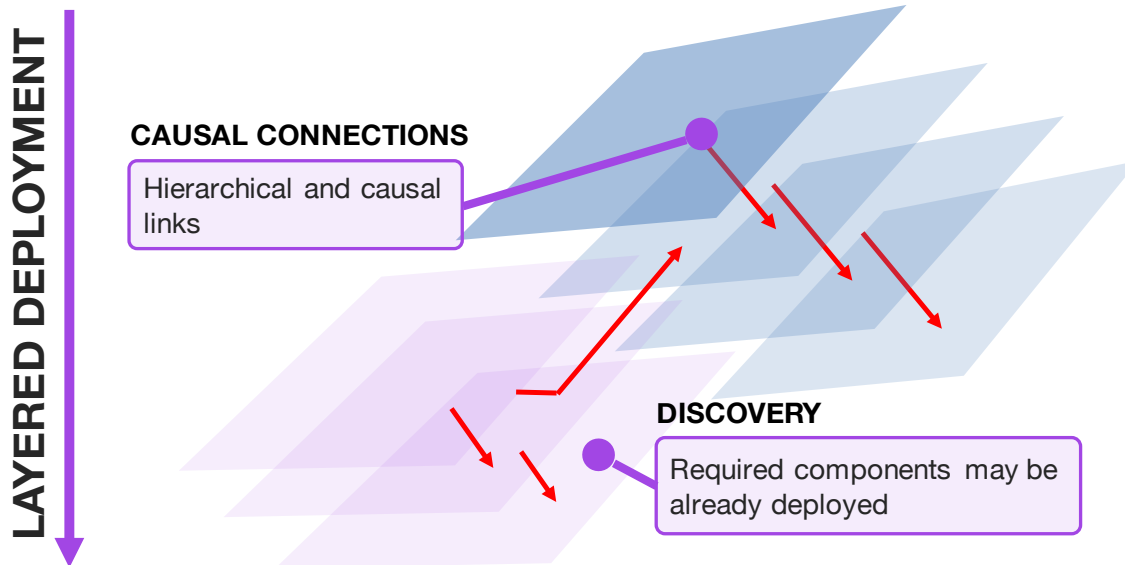 LAYERED DEPLOYMENT
CAUSAL CONNECTIONS
Hierarchical and causal
links
DISCOVERY
Required components may be
already deployed